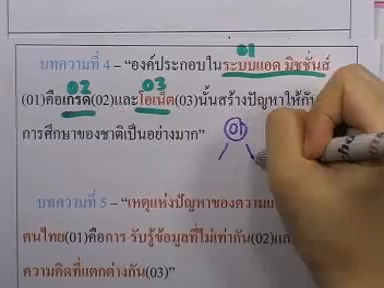 01
บทความที่ 4 – “องค์ประกอบในระบบแอด มิชชั่นส์
02 03
(01)คือเกรด(02)และโอเน็ต(03)นั้นสร้างปัญหาให้กับ
การศึกษาของชาติเป็นอย่างมาก”
01
บทความที่ 5 – “เหตุแห่งปัญหาของความแ
คนไทย(01)คือการ รับรู้ข้อมูลที่ไม่เท่ากัน(02)แล
ความคิดที่แตกต่างกัน(03)”